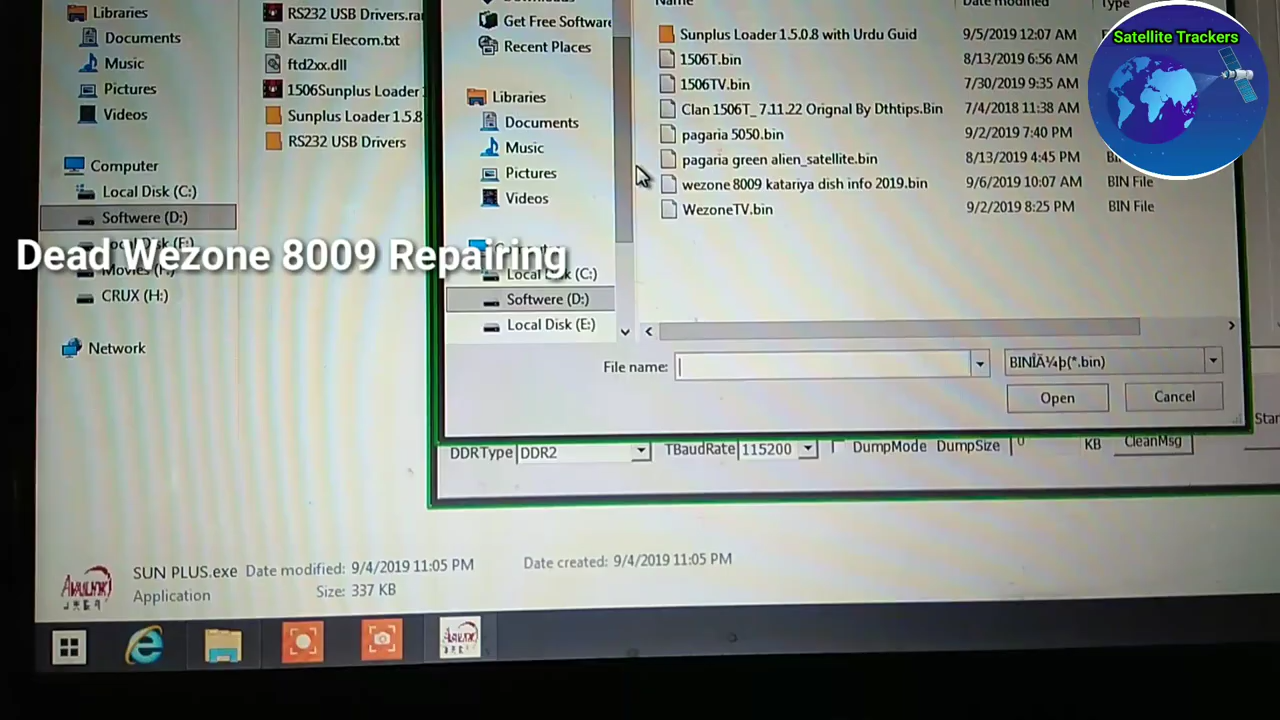 Satellite Trackers
Libraries
Documents
Music
Pictures
Videos
Computer
Local Disk (C:)
Softwere (D:)
Movies
CRUX (H:)
Network
RS232 USB Drivers.rar
Kazmi Elecom.txt
ftd2xx.dll
1506Sunplus Loader
Sunplus Loader 1.5.8
RS232 USB Drivers
Dead Wezone 8009 Repairing
Get Free Software
Recent Places
Libraries
Documents
Music
Pictures
Videos
Local Disk (C:)
Softwere (D:)
Local Disk (E:)
Name Date modified Type
Sunplus Loader 1.5.0.8 with Urdu Guid 9/5/2019 12:07 AM
1506T.bin 8/13/2019 6:56 AM
1506TV.bin 7/30/2019 9:35 AM
Clan 1506T_ 7.11.22 Orignal By Dthtips.Bin 7/4/2018 11:38 AM
pagaria 5050.bin 9/2/2019 7:40 PM
pagaria green alien_satellite.bin 8/13/2019 4:45 PM
wezone 8009 katariya dish info 2019.bin 9/6/2019 10:07 AM BIN File
WezoneTV.bin 9/2/2019 8:25 PM BIN File
File name: BINÎÄ¼þ(*.bin)
Open Cancel
DDRType DDR2 TBaudRate 115200 DumpMode DumpSize 0 KB CleanMsg
SUN PLUS.exe Date modified: 9/4/2019 11:05 PM Date created: 9/4/2019 11:05 PM
Application Size: 337 KB